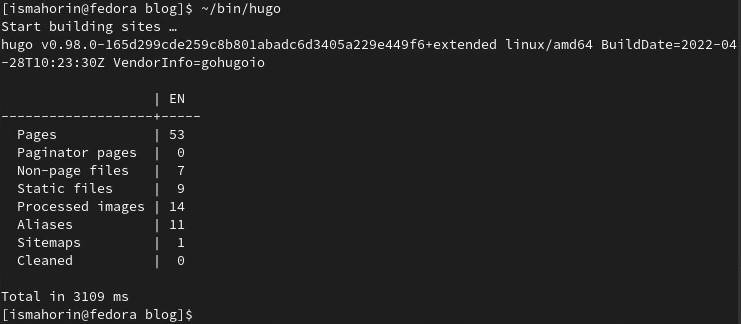 [ismahorin@fedora blog]$ ~/bin/hugo
Start building sites …
hugo v0.98.0-165d299cde259c8b801abadc6d3405a229e449f6+extended linux/amd64 BuildDate=2022-04
-28T10:23:30Z VendorInfo=gohugoio

                   | EN
-------------------+-----
  Pages            | 53
  Paginator pages  |  0
  Non-page files   |  7
  Static files     |  9
  Processed images | 14
  Aliases          | 11
  Sitemaps         |  1
  Cleaned          |  0

Total in 3109 ms
[ismahorin@fedora blog]$